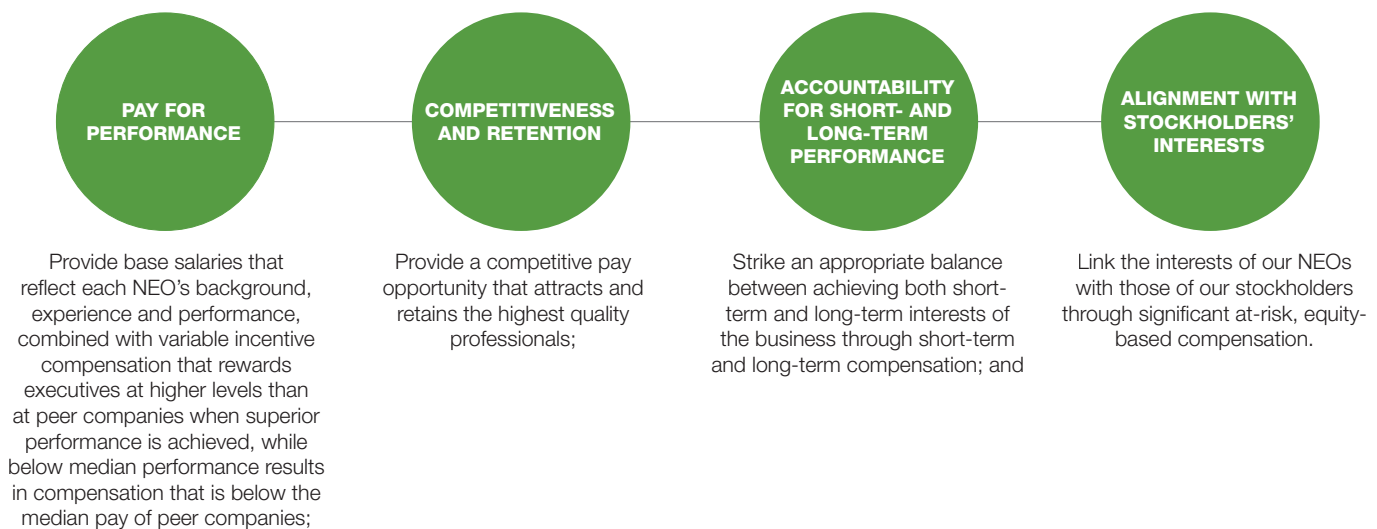 PAY FOR
PERFORMANCE
Provide base salaries that
reflect each NEO’s background,
experience and performance,
combined with variable incentive
compensation that rewards
executives at higher levels than
at peer companies when superior
performance is achieved, while
below median performance results
in compensation that is below the
median pay of peer companies;
COMPETITIVENESS
AND RETENTION
Provide a competitive pay
opportunity that attracts and
retains the highest quality
professionals;
ACCOUNTABILITY
FOR SHORT- AND
LONG-TERM
PERFORMANCE
Strike an appropriate balance
between achieving both short-
term and long-term interests of
the business through short-term
and long-term compensation; and
ALIGNMENT WITH
STOCKHOLDERS’
INTERESTS
Link the interests of our NEOs
with those of our stockholders
through significant at-risk, equity-
based compensation.